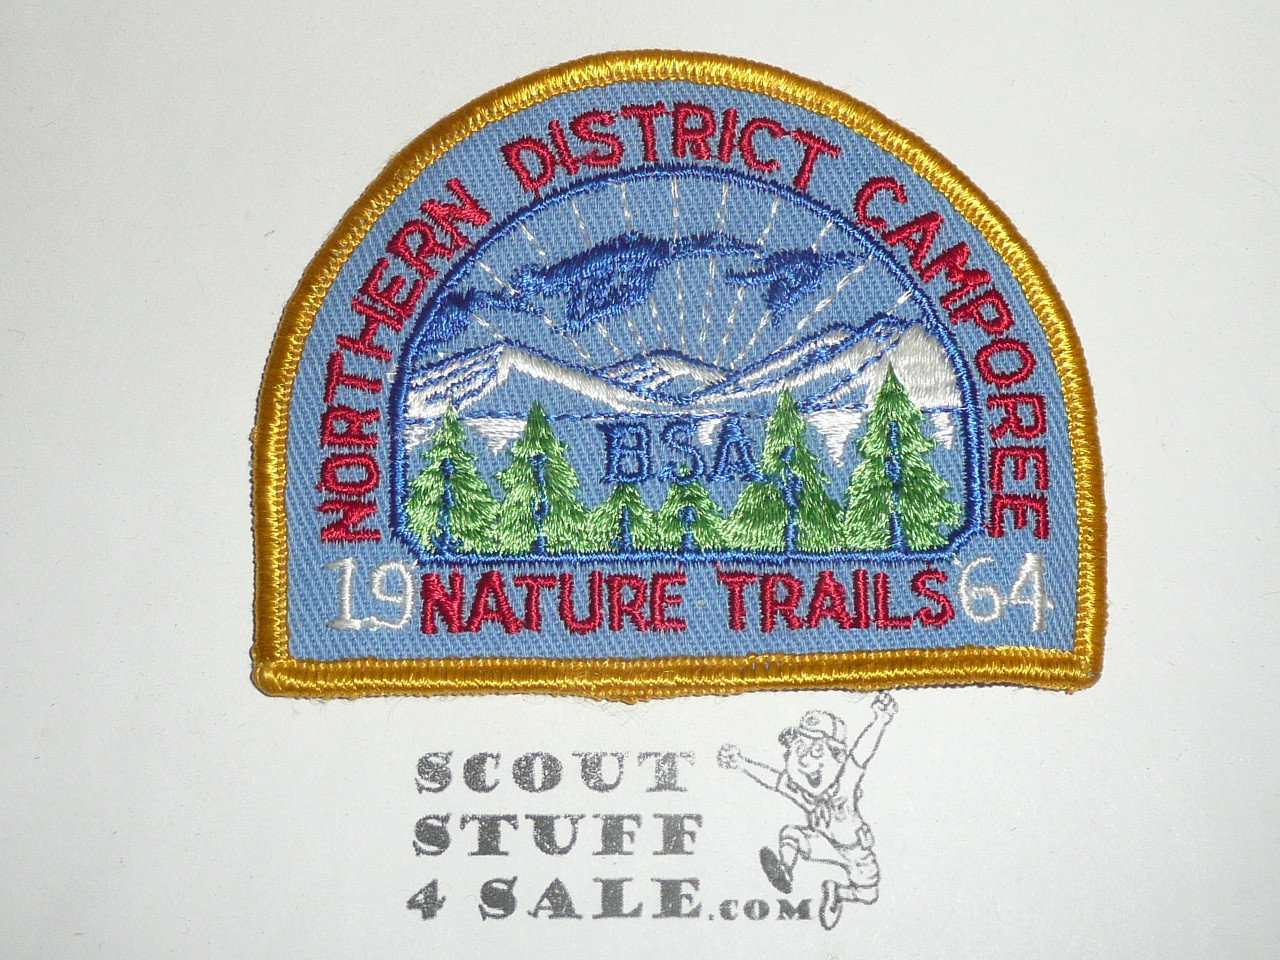 NORTHERN DISTRICT CAMPOREE
BSA
19 NATURE TRAILS 64
SCOUT
STUFF
4 SALE.COM